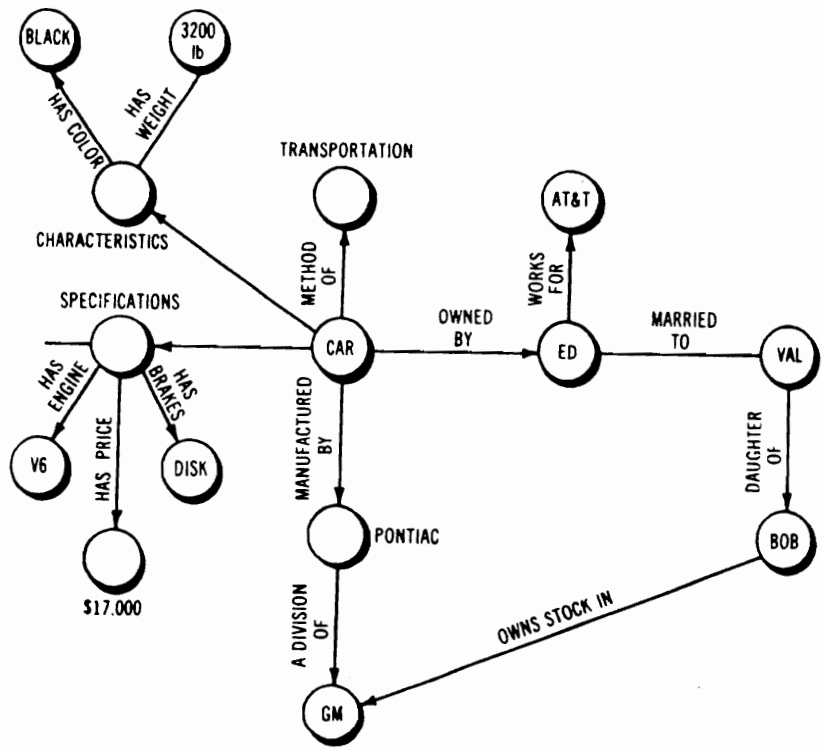 BLACK
3200
lb
HAS COLOR
HAS
WEIGHT
TRANSPORTATION
AT&T
CHARACTERISTICS
METHOD
OF
WORKS
FOR
SPECIFICATIONS
OWNED
BY
MARRIED
TO
CAR
ED
VAL
HAS
ENGINE
HAS
BRAKES
HAS PRICE
V6
DISK
MANUFACTURED
BY
DAUGHTER
OF
PONTIAC
BOB
$17.000
A DIVISION
OF
OWNS STOCK IN
GM